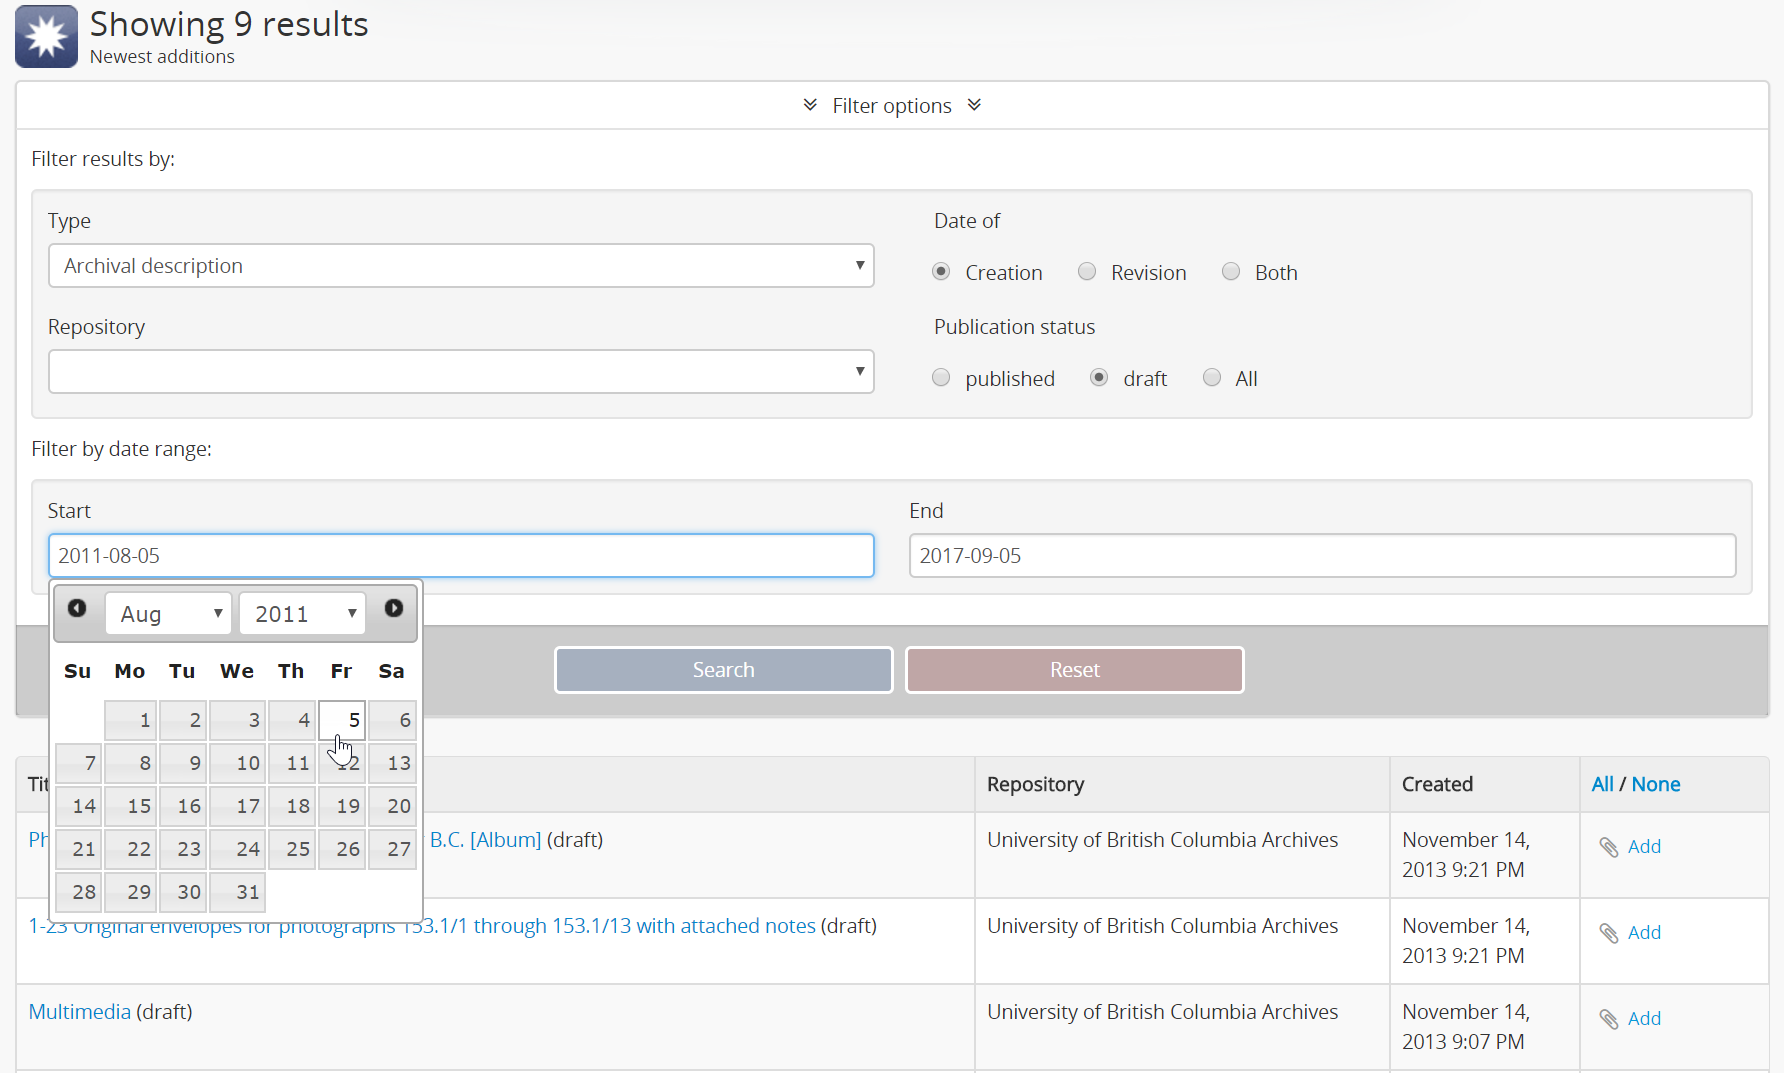 Showing 9 results
Newest additions
Filter options
Filter results by:
Type
Date of
Archival description
Creation Revision Both
Repository
Publication status
published draft All
Filter by date range:
Start
End
2011-08-05
2017-09-05
Aug 2011
Su Mo Tu We Th Fr Sa
1 2 3 4 5 6
7 8 9 10 11 12 13
14 15 16 17 18 19 20
21 22 23 24 25 26 27
28 29 30 31
Search
Reset
Repository Created All / None
B.C. [Album] (draft)
University of British Columbia Archives
November 14,
2013 9:21 PM
Add
1-23 Original envelopes for photographs 153.1/1 through 153.1/13 with attached notes (draft)
University of British Columbia Archives
November 14,
2013 9:21 PM
Add
Multimedia (draft)
University of British Columbia Archives
November 14,
2013 9:07 PM
Add